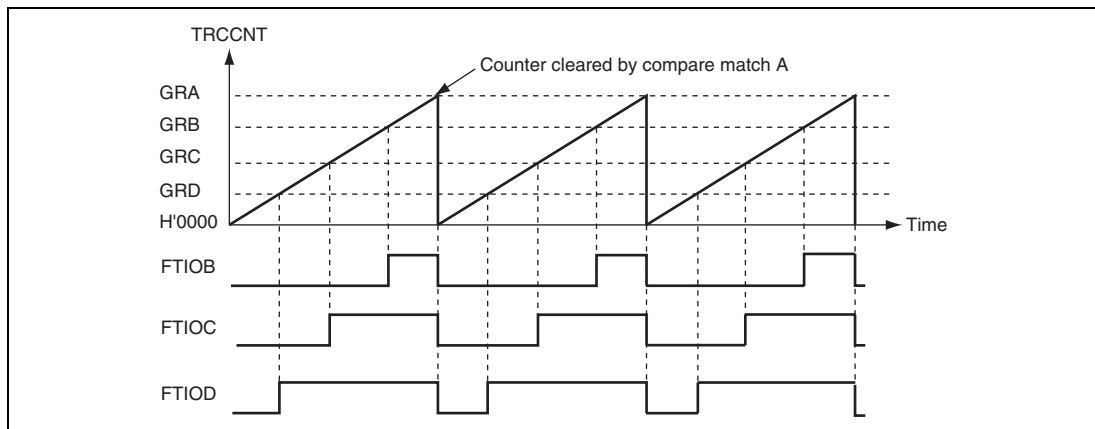 TRCCNT
Counter cleared by compare match A
GRA
GRB
GRC
GRD
H'0000
Time
FTIOB
FTIOC
FTIOD